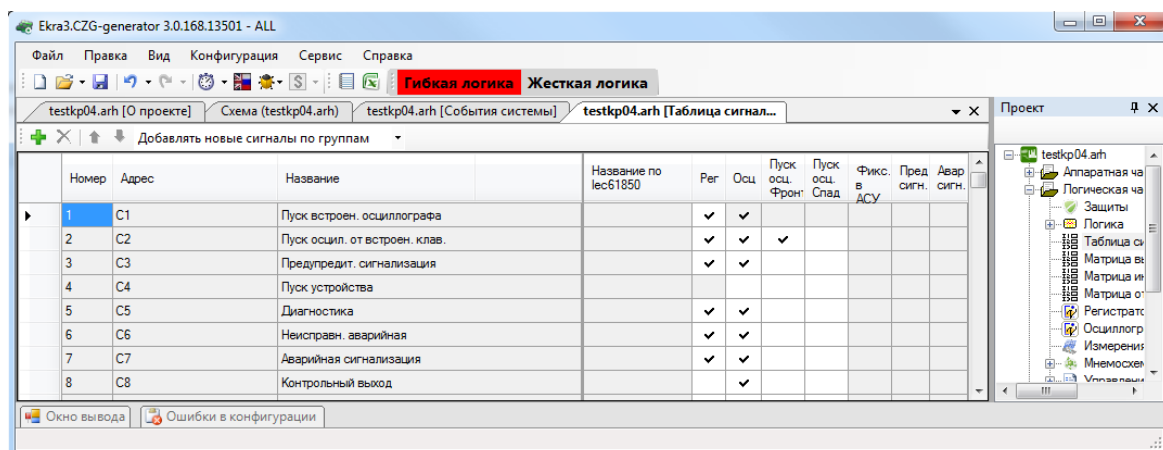 Ekra3.CZG-generator 3.0.168.13501 - ALL
Файл Правка Вид Конфигурация Сервис Справка
Гибкая логика Жесткая логика
testkp04.arh [О проекте] Схема (testkp04.arh) testkp04.arh [События системы] testkp04.arh [Таблица сигнал...
Добавлять новые сигналы по группам
Номер Адрес Название Название по Iec61850 Рег Осц Пуск осц. Фронт Пуск осц. Спад Фикс. в АСУ Пред сигн. Авар сигн.
1 C1 Пуск встроен. осциллографа
2 C2 Пуск осцил. от встроен. клав.
3 C3 Предупредит. сигнализация
4 C4 Пуск устройства
5 C5 Диагностика
6 C6 Неисправн. аварийная
7 C7 Аварийная сигнализация
8 C8 Контрольный выход
Проект
testkp04.arh
Аппаратная ча
Логическая ча
Защиты
Логика
Таблица си
Матрица вы
Матрица ин
Матрица от
Регистрато
Осциллогр
Измерения
Мнемосхем
Управлени
Окно вывода Ошибки в конфигурации